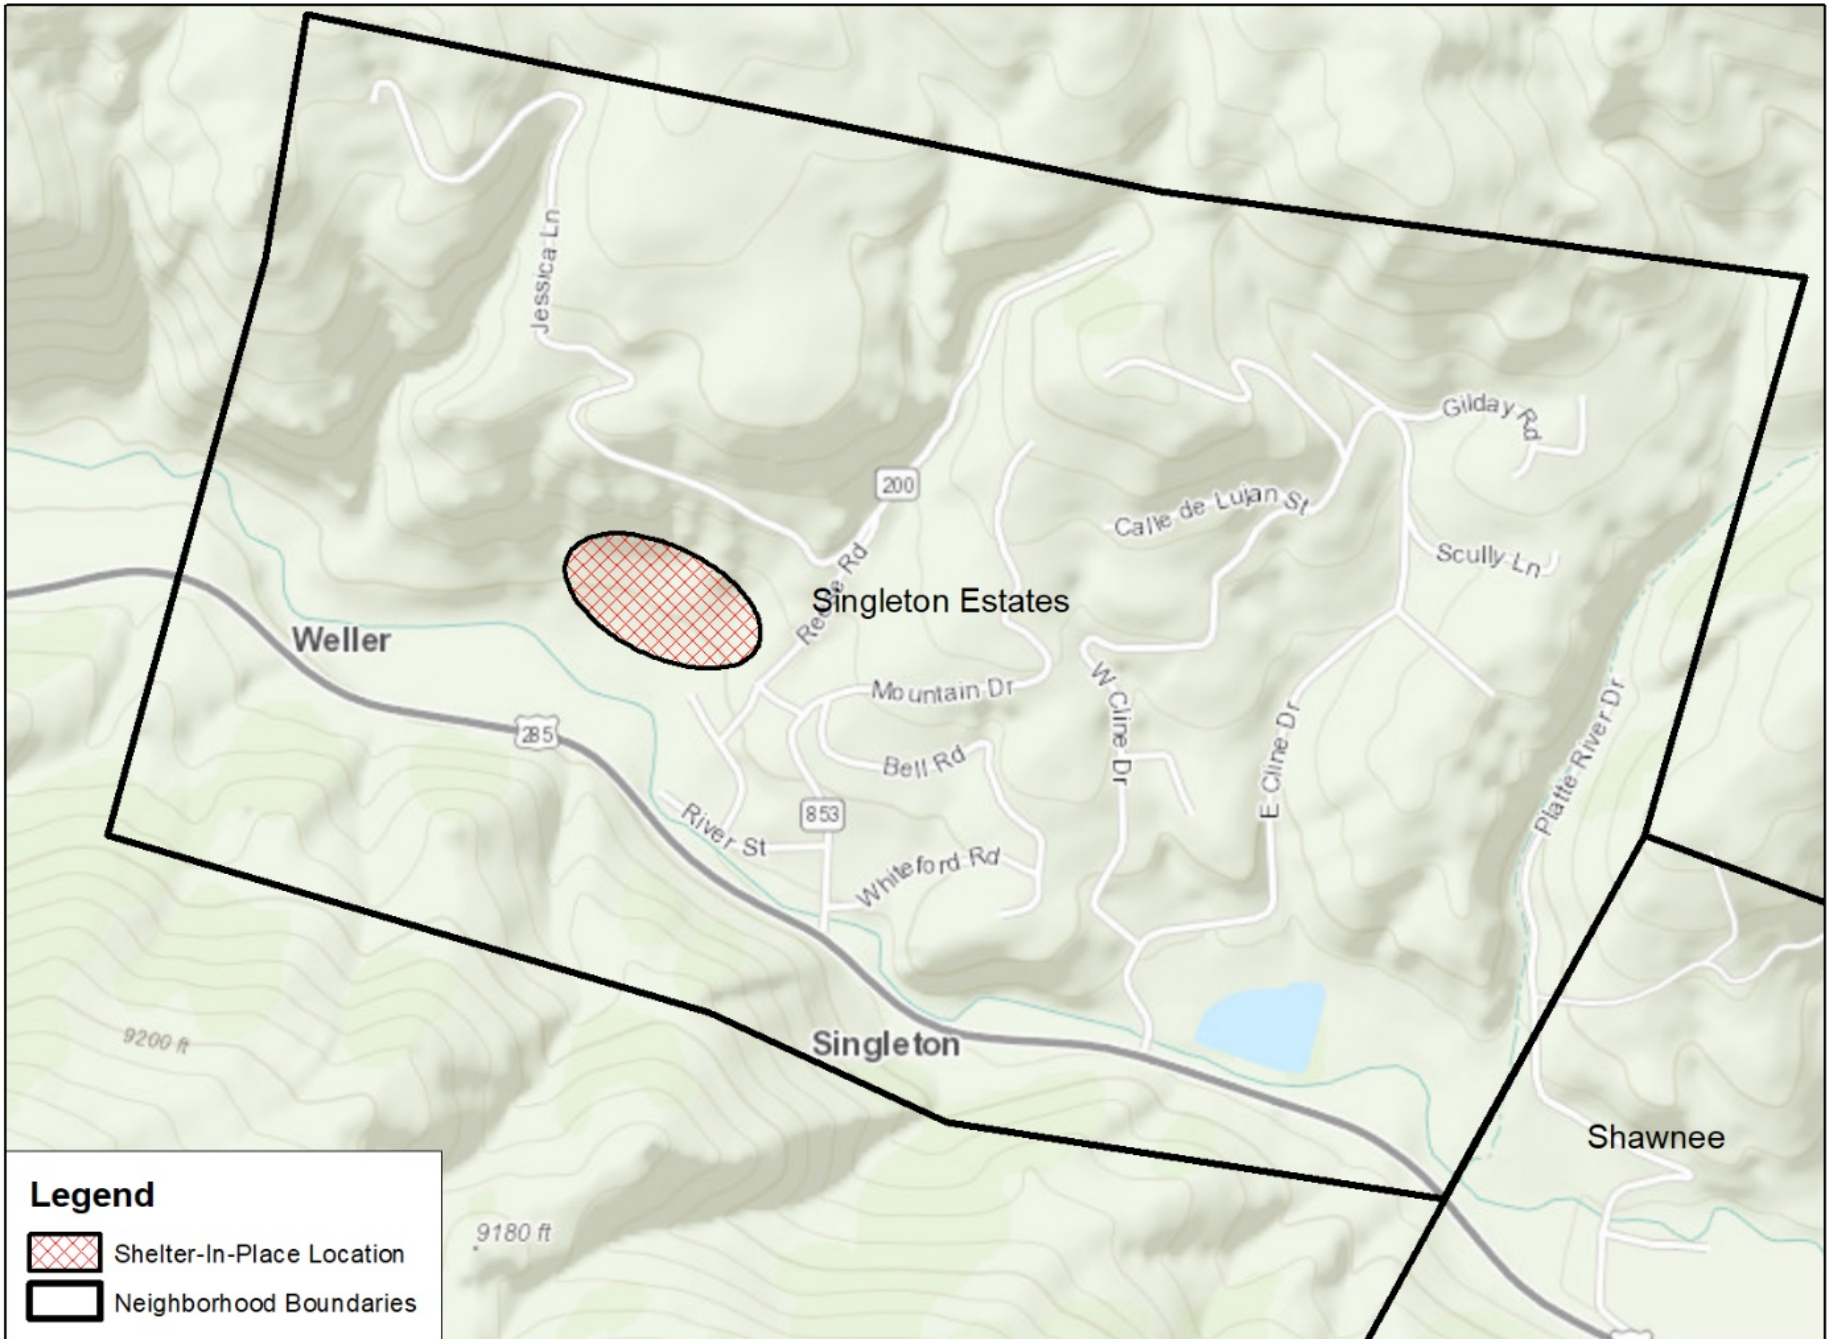 Jessica Ln
Gilday Rd
200
Calle de Lujan St
Scully Ln
Reece Rd
Singleton Estates
Weller
Mountain Dr
W Cline Dr
E Cline Dr
Platte River Dr
285
Bell Rd
853
River St
Whiteford Rd
9200 ft
Singleton
Shawnee
9180 ft
Legend
Shelter-In-Place Location
Neighborhood Boundaries